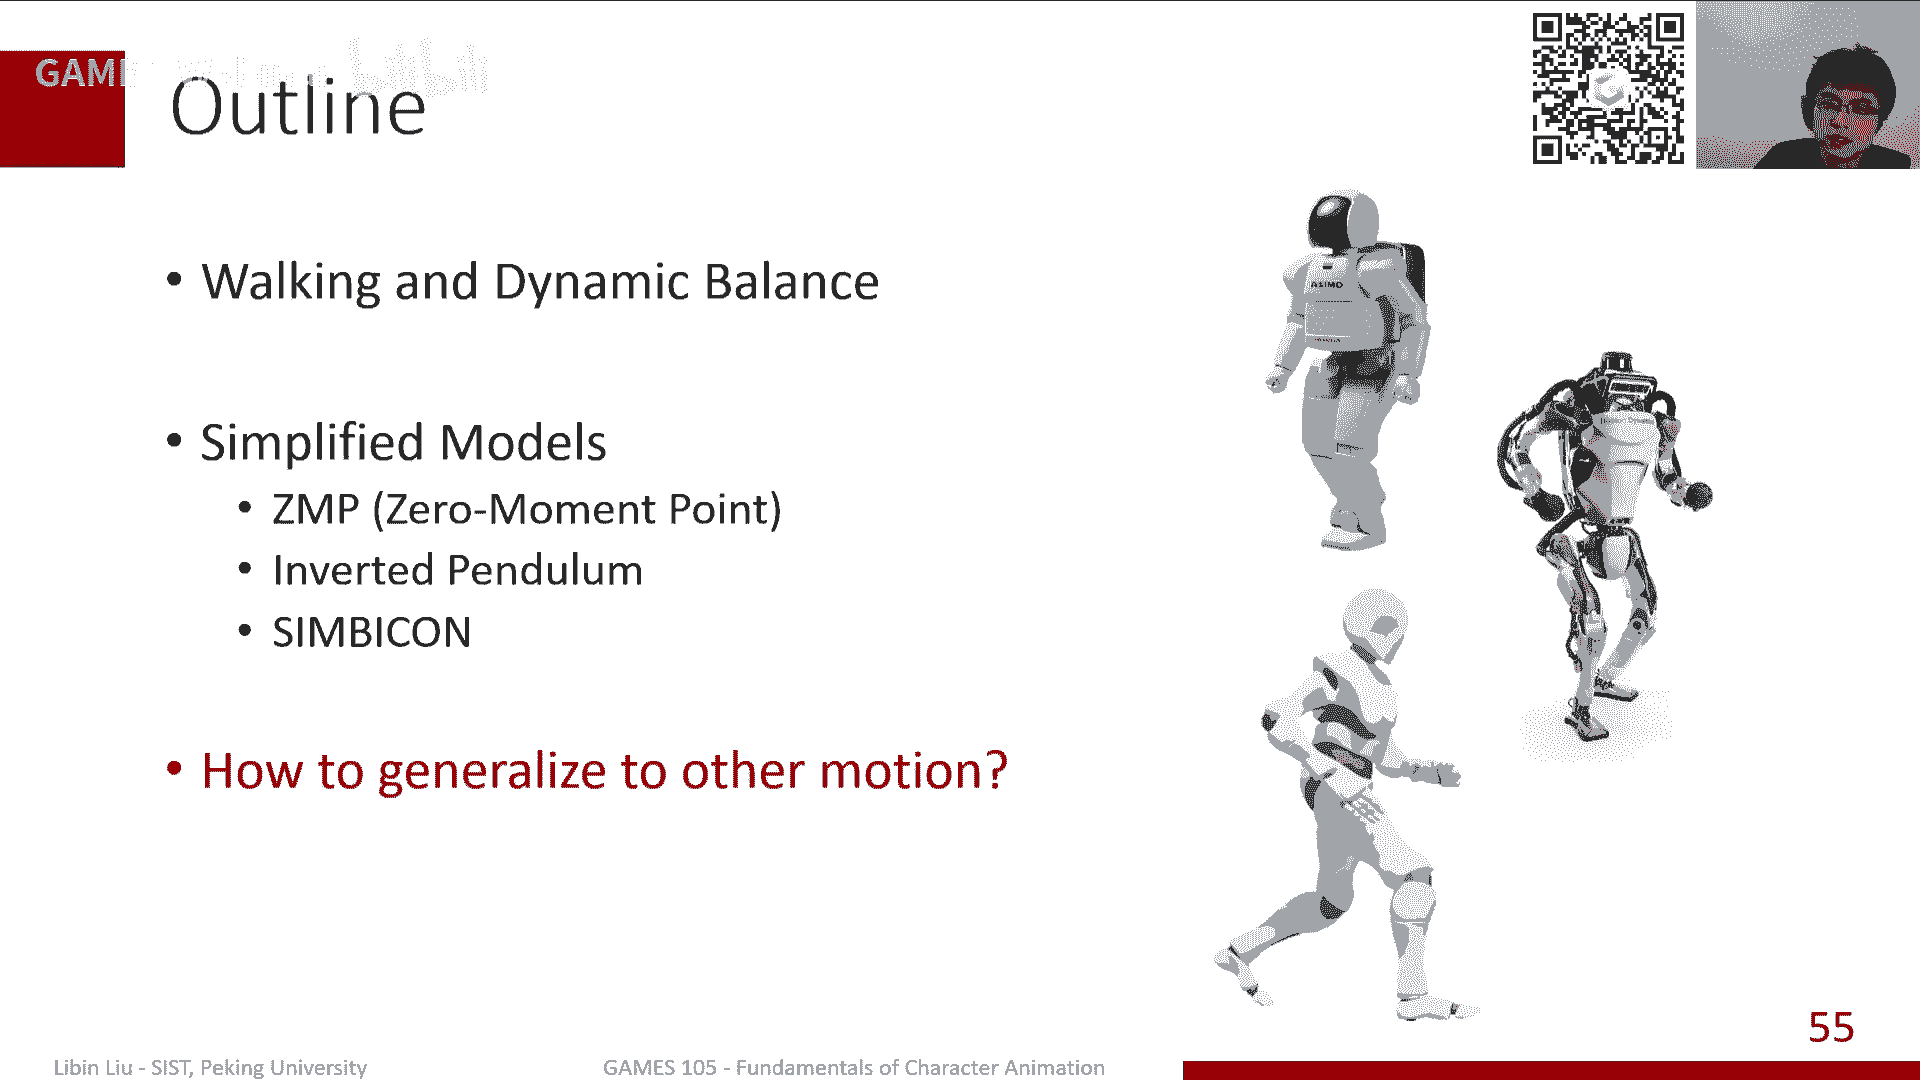 GAM
bilibili
Outline
• Walking and Dynamic Balance
• Simplified Models
• ZMP (Zero-Moment Point)
• Inverted Pendulum
• SIMBICON
• How to generalize to other motion?
ASIMO
55
Libin Liu - SIST, Peking University
GAMES 105 - Fundamentals of Character Animation